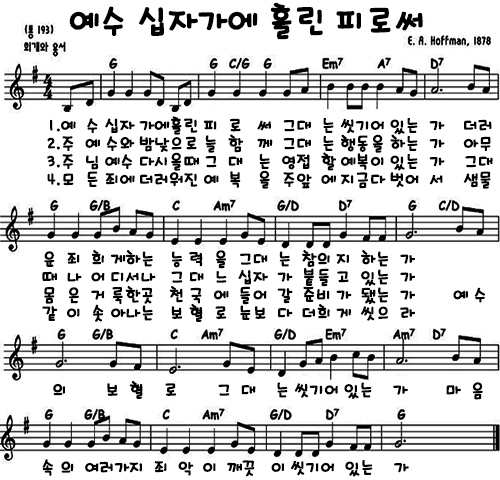 예수 십자가에 흘린 피로써
(통 193)
회개와 용서
E. A. Hoffman, 1878
4 4
G C/G G Em7 A7 D7
1.예 수 십자 가에흘린 피 로 써 그대 는씻기어 있는 가 더러
2.주 예수와 밤낮으로 늘 함 께 그대 는행동을 하는 가 아무
3.주 님예수 다시올때 그 대 는 영접 할예복이 있는 가 그대
4.모 든죄에 더러워진 예 복 을 주앞 에지금다 벗어 서 샘물
G G/B C Am7 G/D D7 G C/D
운 죄 희 게하는 능 력 을 그대 는 참의 지 하는 가
때 나 어 디서나 그 대 느 십자 가 붙들 고 있는 가
몸 은 거 룩한곳 천 국 에 들어 갈 준비 가 됐는 가 예수
같 이 솟 아나는 보 혈 로 눈보 다 더희 게 씻으 라
G G/B C Am7 G/D Em7 Am7 D7
의 보 혈 로 그 대 는 씻기어 있는 가 마 음
G G/B C Am7 G/D D7 G
속 의 여러가지 죄 악 이 깨끗 이 씻기어 있는 가